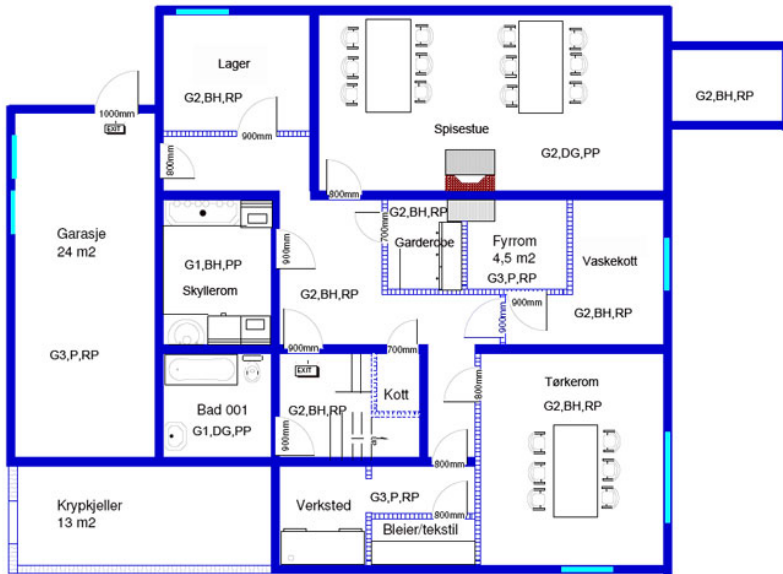 Lager
G2,BH,RP
900mm
1000mm
EXIT
800mm
Spisestue
G2,DG,PP
800mm
G2,BH,RP
Garasje
24 m2
G3,P,RP
G1,BH,PP
Skyllerom
900mm
G2,BH,RP
900mm
G2,BH,RP
Garderobe
700mm
Fyrrom
4,5 m2
G3,P,RP
Vaskekott
900mm
900mm
G2,BH,RP
700mm
EXIT
G2,BH,RP
900mm
Kott
Bad 001
G1,DG,PP
800mm
800mm
Tørkerom
G2,BH,RP
Krypkjeller
13 m2
Verksted
G3,P,RP
800mm
Bleier/tekstil